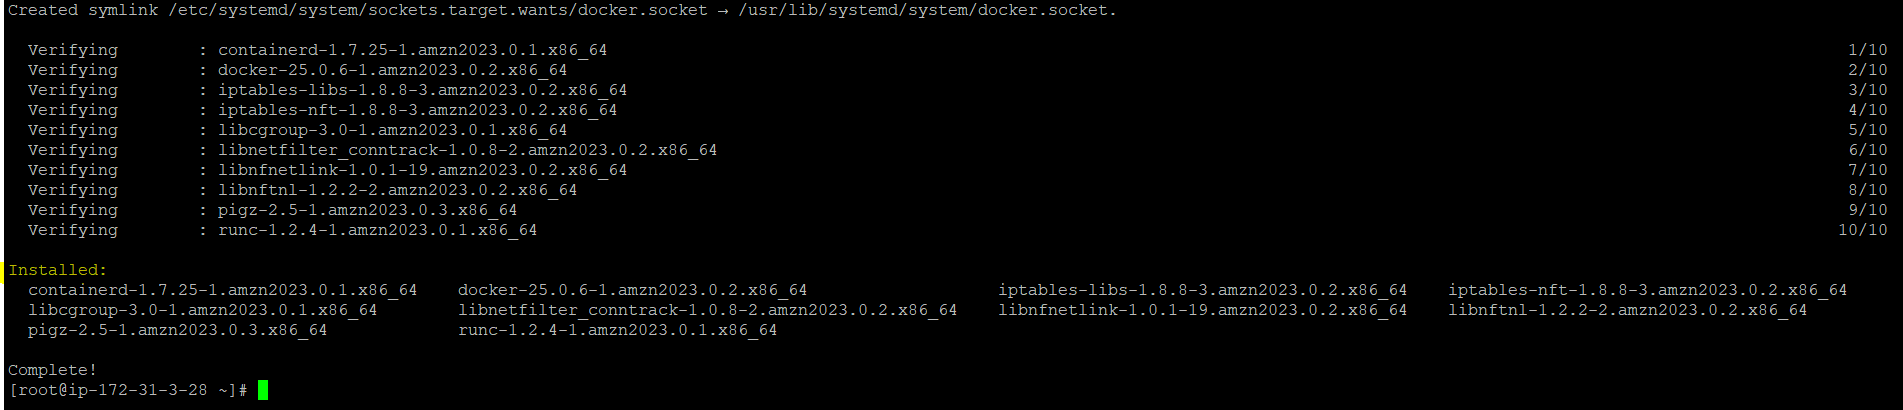 Created symlink /etc/systemd/system/sockets.target.wants/docker.socket → /usr/lib/systemd/system/docker.socket.
Verifying : containerd-1.7.25-1.amzn2023.0.1.x86_64 1/10
Verifying : docker-25.0.6-1.amzn2023.0.2.x86_64 2/10
Verifying : iptables-libs-1.8.8-3.amzn2023.0.2.x86_64 3/10
Verifying : iptables-nft-1.8.8-3.amzn2023.0.2.x86_64 4/10
Verifying : libcgroup-3.0-1.amzn2023.0.1.x86_64 5/10
Verifying : libnetfilter_conntrack-1.0.8-2.amzn2023.0.2.x86_64 6/10
Verifying : libnfnetlink-1.0.1-19.amzn2023.0.2.x86_64 7/10
Verifying : libnftnl-1.2.2-2.amzn2023.0.2.x86_64 8/10
Verifying : pigz-2.5-1.amzn2023.0.3.x86_64 9/10
Verifying : runc-1.2.4-1.amzn2023.0.1.x86_64 10/10
Installed:
containerd-1.7.25-1.amzn2023.0.1.x86_64 docker-25.0.6-1.amzn2023.0.2.x86_64 iptables-libs-1.8.8-3.amzn2023.0.2.x86_64 iptables-nft-1.8.8-3.amzn2023.0.2.x86_64
libcgroup-3.0-1.amzn2023.0.1.x86_64 libnetfilter_conntrack-1.0.8-2.amzn2023.0.2.x86_64 libnfnetlink-1.0.1-19.amzn2023.0.2.x86_64 libnftnl-1.2.2-2.amzn2023.0.2.x86_64
pigz-2.5-1.amzn2023.0.3.x86_64 runc-1.2.4-1.amzn2023.0.1.x86_64
Complete!
[root@ip-172-31-3-28 ~]#